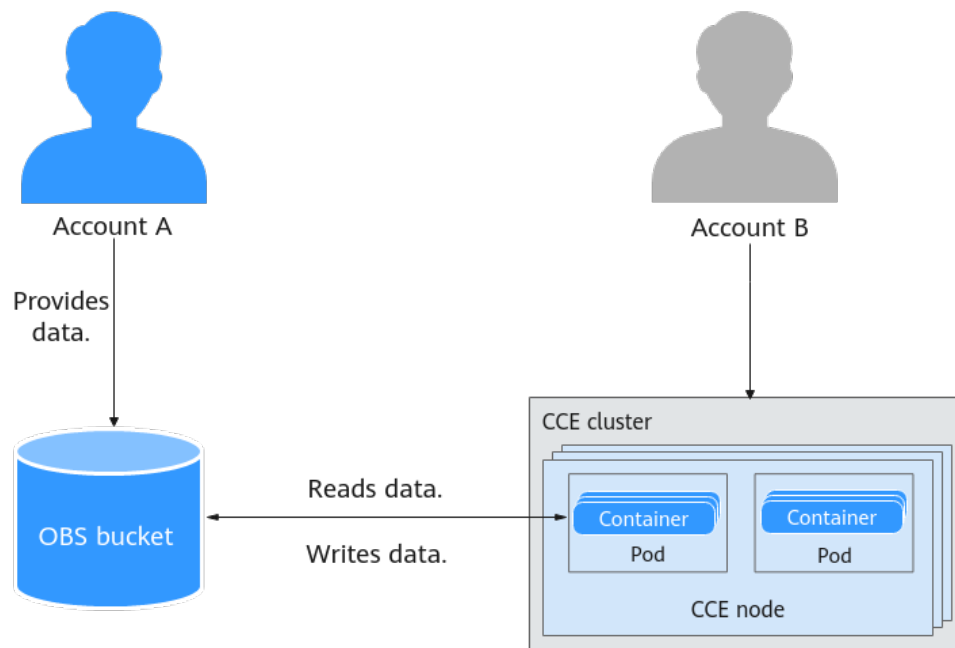 Account A
Account B
Provides
data.
CCE cluster
Reads data.
Writes data.
OBS bucket
Container
Pod
Container
Pod
CCE node